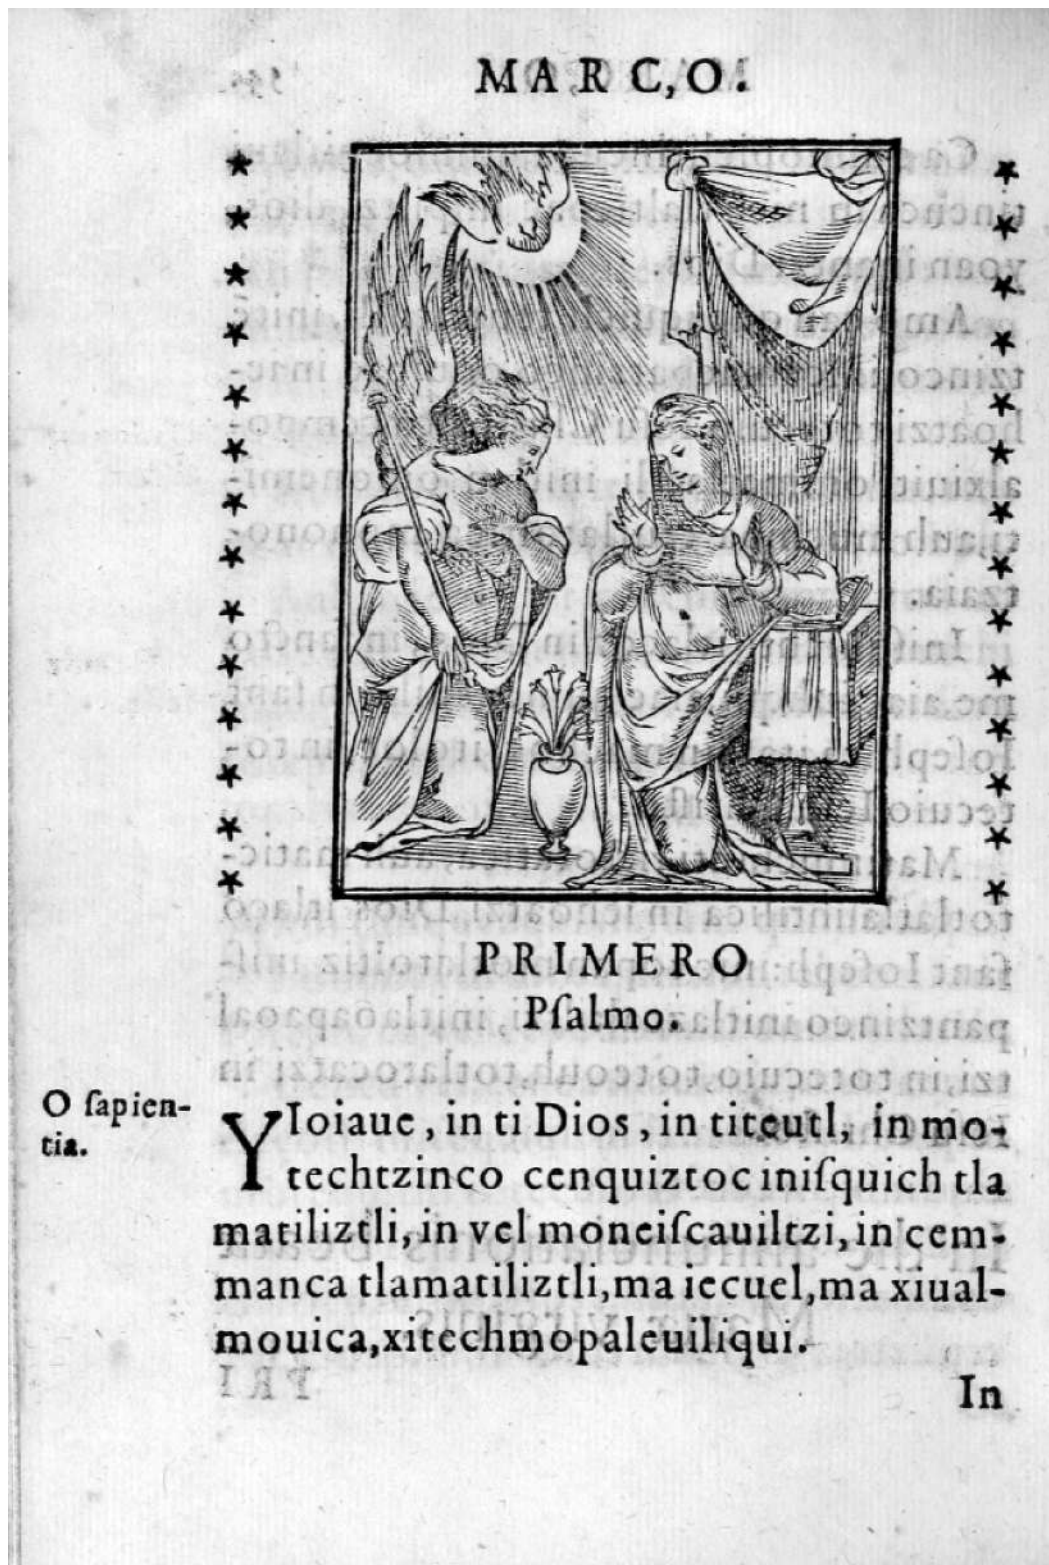 MARC,O.
PRIMERO
Pſalmo.
O ſapien-
tia.
YIoiaue, in ti Dios, in titeutl, in mo-
techtzinco cenquiztoc iniſquich tla
matiliztli, in vel moneiſcauiltzi, in cem-
manca tlamatiliztli, ma iecuel, ma xiual-
mouica, xitechmopaleuiliqui.
In